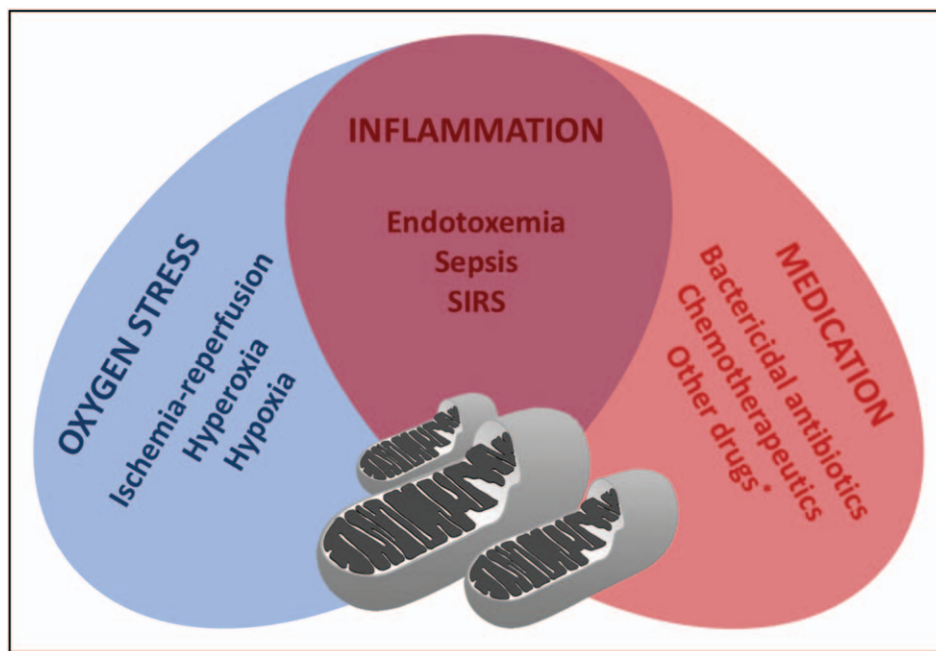 INFLAMMATION
Endotoxemia
Sepsis
SIRS
OXYGEN STRESS
Ischemia-reperfusion
Hyperoxia
Hypoxia
MEDICATION
Bactericidal antibiotics
Chemotherapeutics
Other drugs*